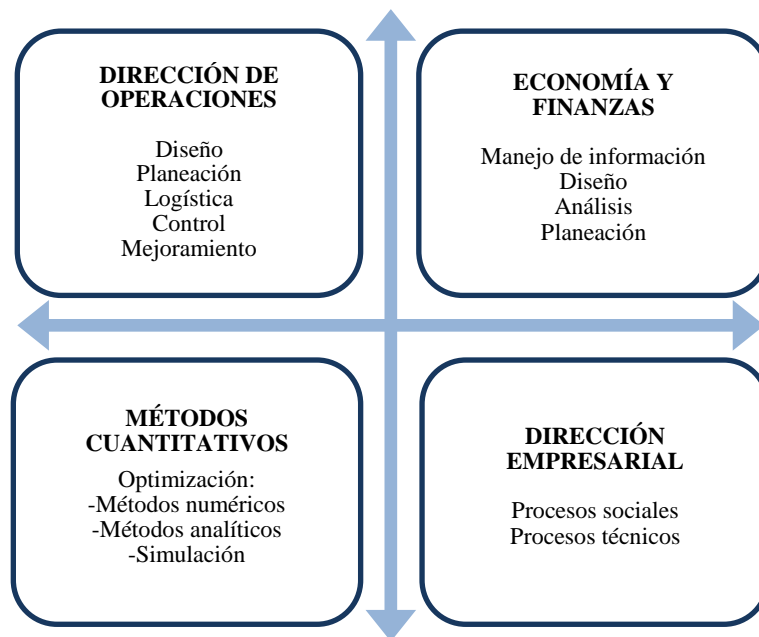 DIRECCIÓN DE
OPERACIONES
Diseño
Planeación
Logística
Control
Mejoramiento
ECONOMÍA Y
FINANZAS
Manejo de información
Diseño
Análisis
Planeación
MÉTODOS
CUANTITATIVOS
Optimización:
-Métodos numéricos
-Métodos analíticos
-Simulación
DIRECCIÓN
EMPRESARIAL
Procesos sociales
Procesos técnicos